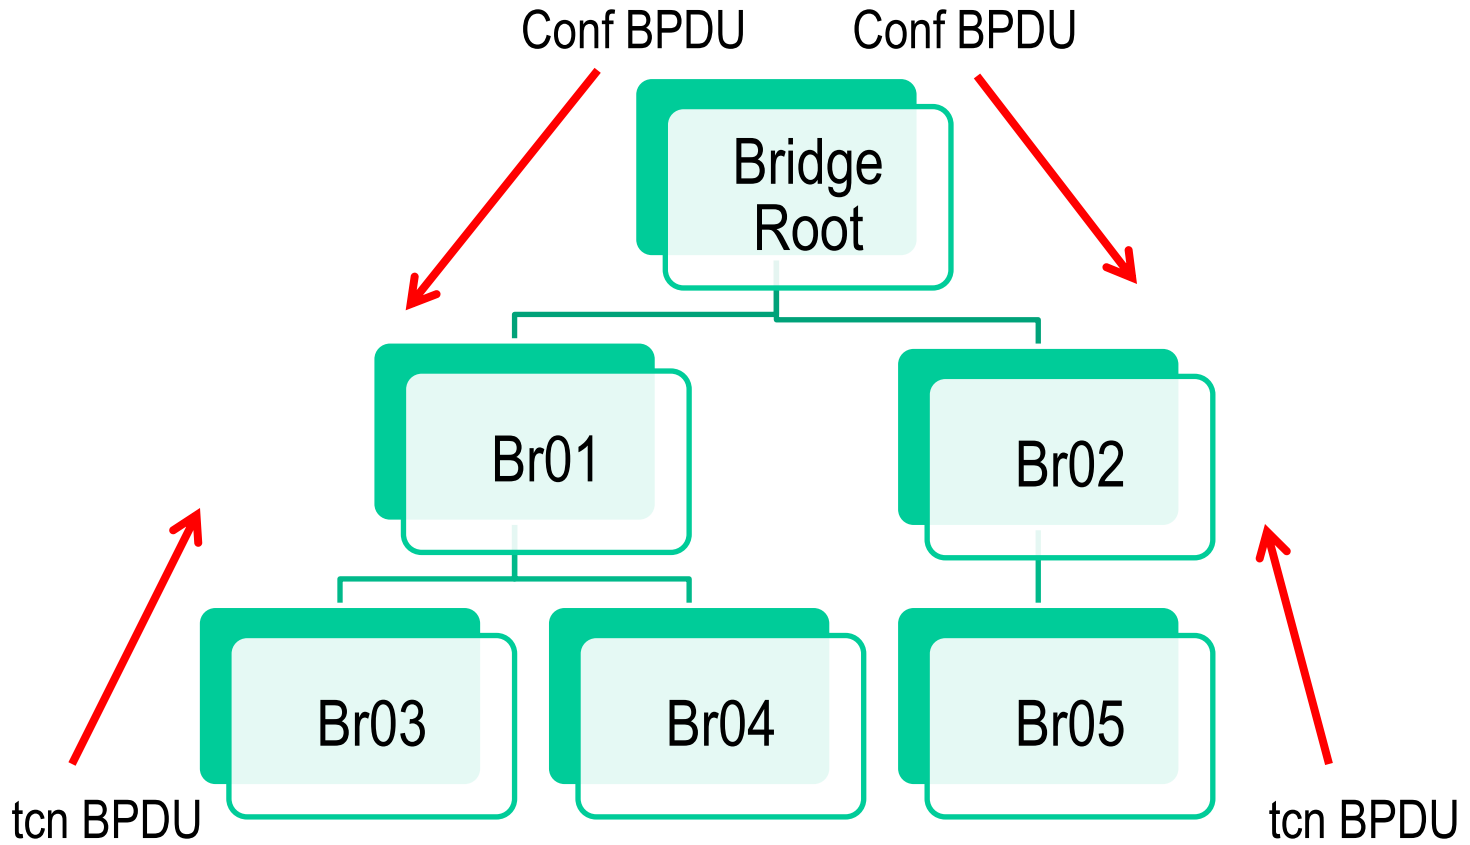 Conf BPDU
Conf BPDU
Bridge
Root
Br01
Br02
Br03
Br04
Br05
tcn BPDU
tcn BPDU